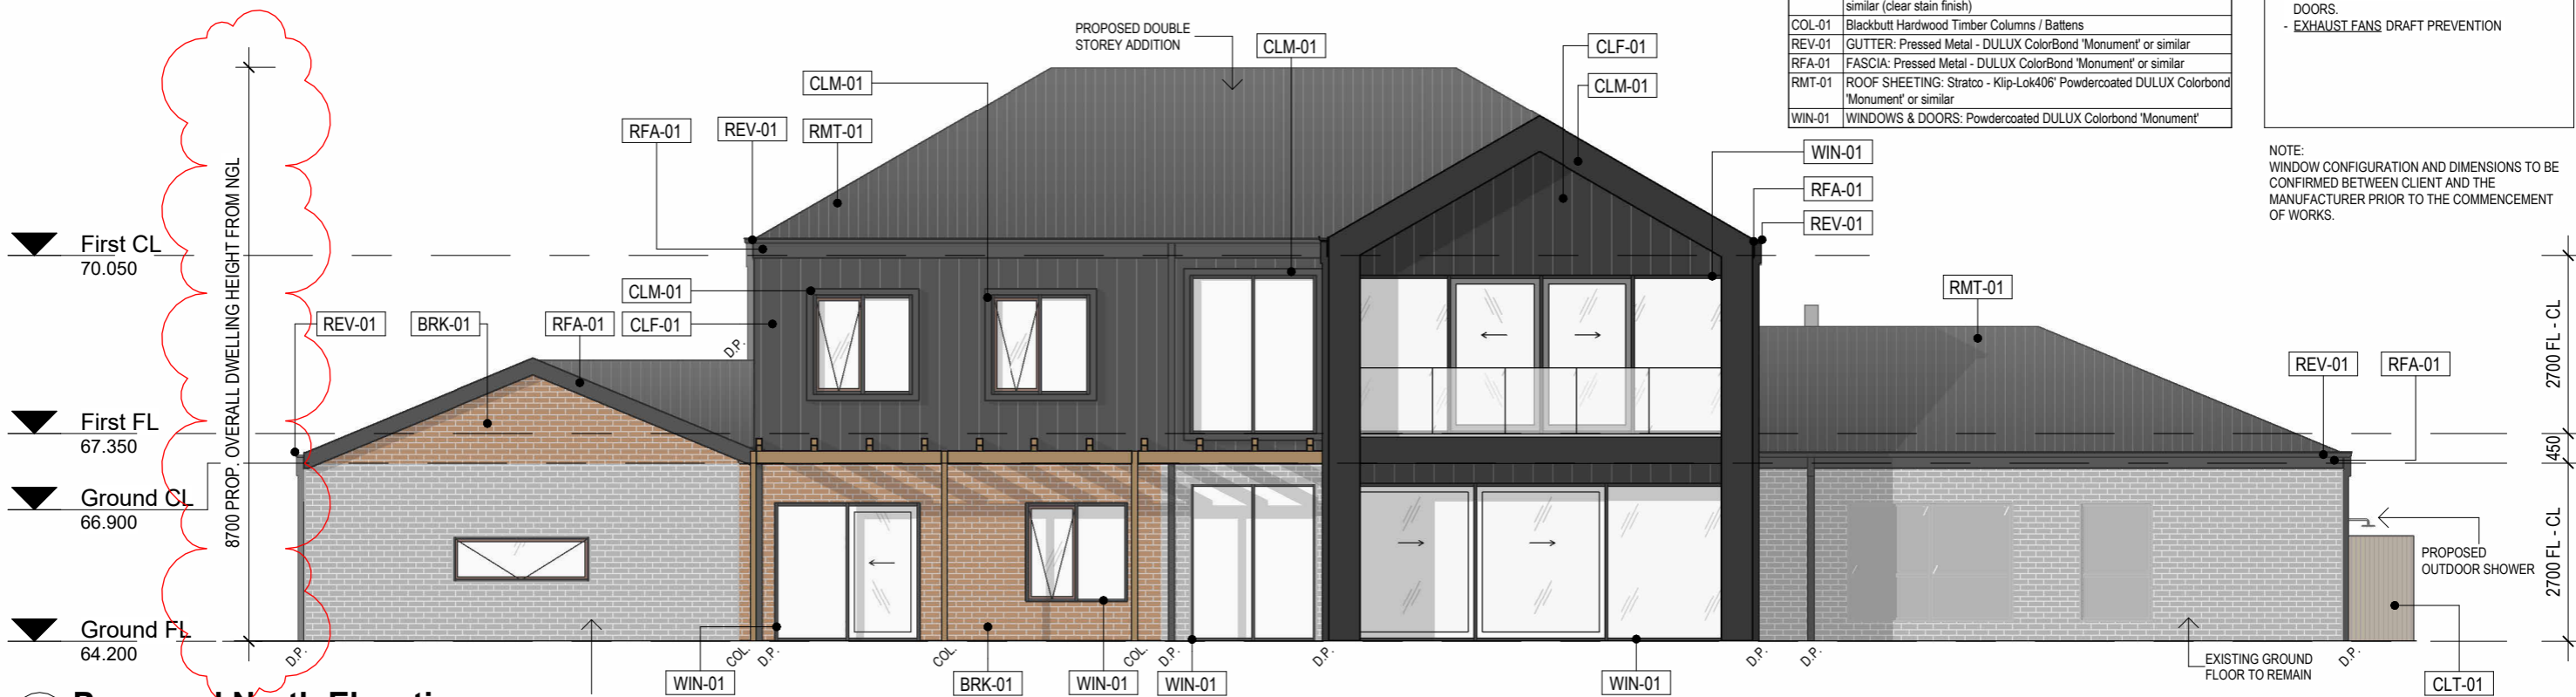 similar (clear stain finish)
COL-01 Blackbutt Hardwood Timber Columns / Battens
REV-01 GUTTER: Pressed Metal - DULUX ColorBond 'Monument' or similar
RFA-01 FASCIA: Pressed Metal - DULUX ColorBond 'Monument' or similar
RMT-01 ROOF SHEETING: Stratco - Klip-Lok406' Powdercoated DULUX Colorbond
'Monument' or similar
WIN-01 WINDOWS & DOORS: Powdercoated DULUX Colorbond 'Monument'
DOORS.
- EXHAUST FANS DRAFT PREVENTION
NOTE:
WINDOW CONFIGURATION AND DIMENSIONS TO BE
CONFIRMED BETWEEN CLIENT AND THE
MANUFACTURER PRIOR TO THE COMMENCEMENT
OF WORKS.
PROPOSED DOUBLE
STOREY ADDITION
CLM-01
CLF-01
CLM-01
CLM-01
RFA-01
REV-01
RMT-01
WIN-01
RFA-01
REV-01
First CL
70.050
CLM-01
CLF-01
REV-01
BRK-01
RFA-01
D.P.
RMT-01
REV-01
RFA-01
First FL
67.350
Ground CL
66.900
Ground FL
64.200
8700 PROP. OVERALL DWELLING HEIGHT FROM NGL
2700 FL - CL
450
2700 FL - CL
PROPOSED
OUTDOOR SHOWER
EXISTING GROUND
FLOOR TO REMAIN
D.P.
COL.
D.P.
COL.
COL.
D.P.
D.P.
D.P.
D.P.
D.P.
WIN-01
BRK-01
WIN-01
WIN-01
WIN-01
CLT-01
Proposed North Elevation